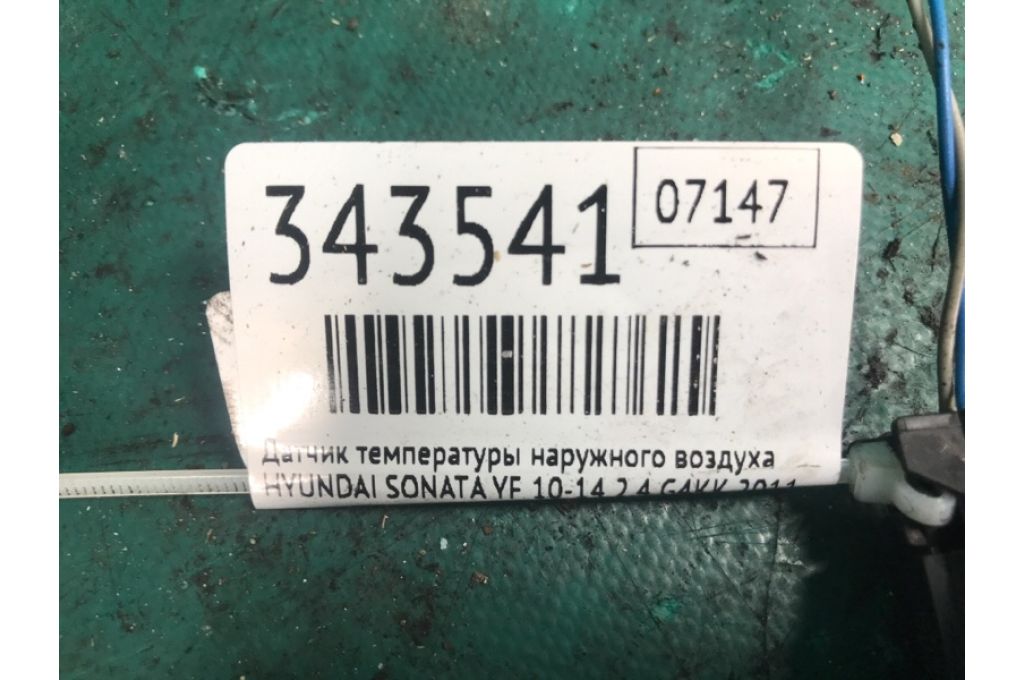 343541
07147
Датчик температуры наружного воздуха
HYUNDAI SONATA YF 10-14 2.4 G4KK 2011